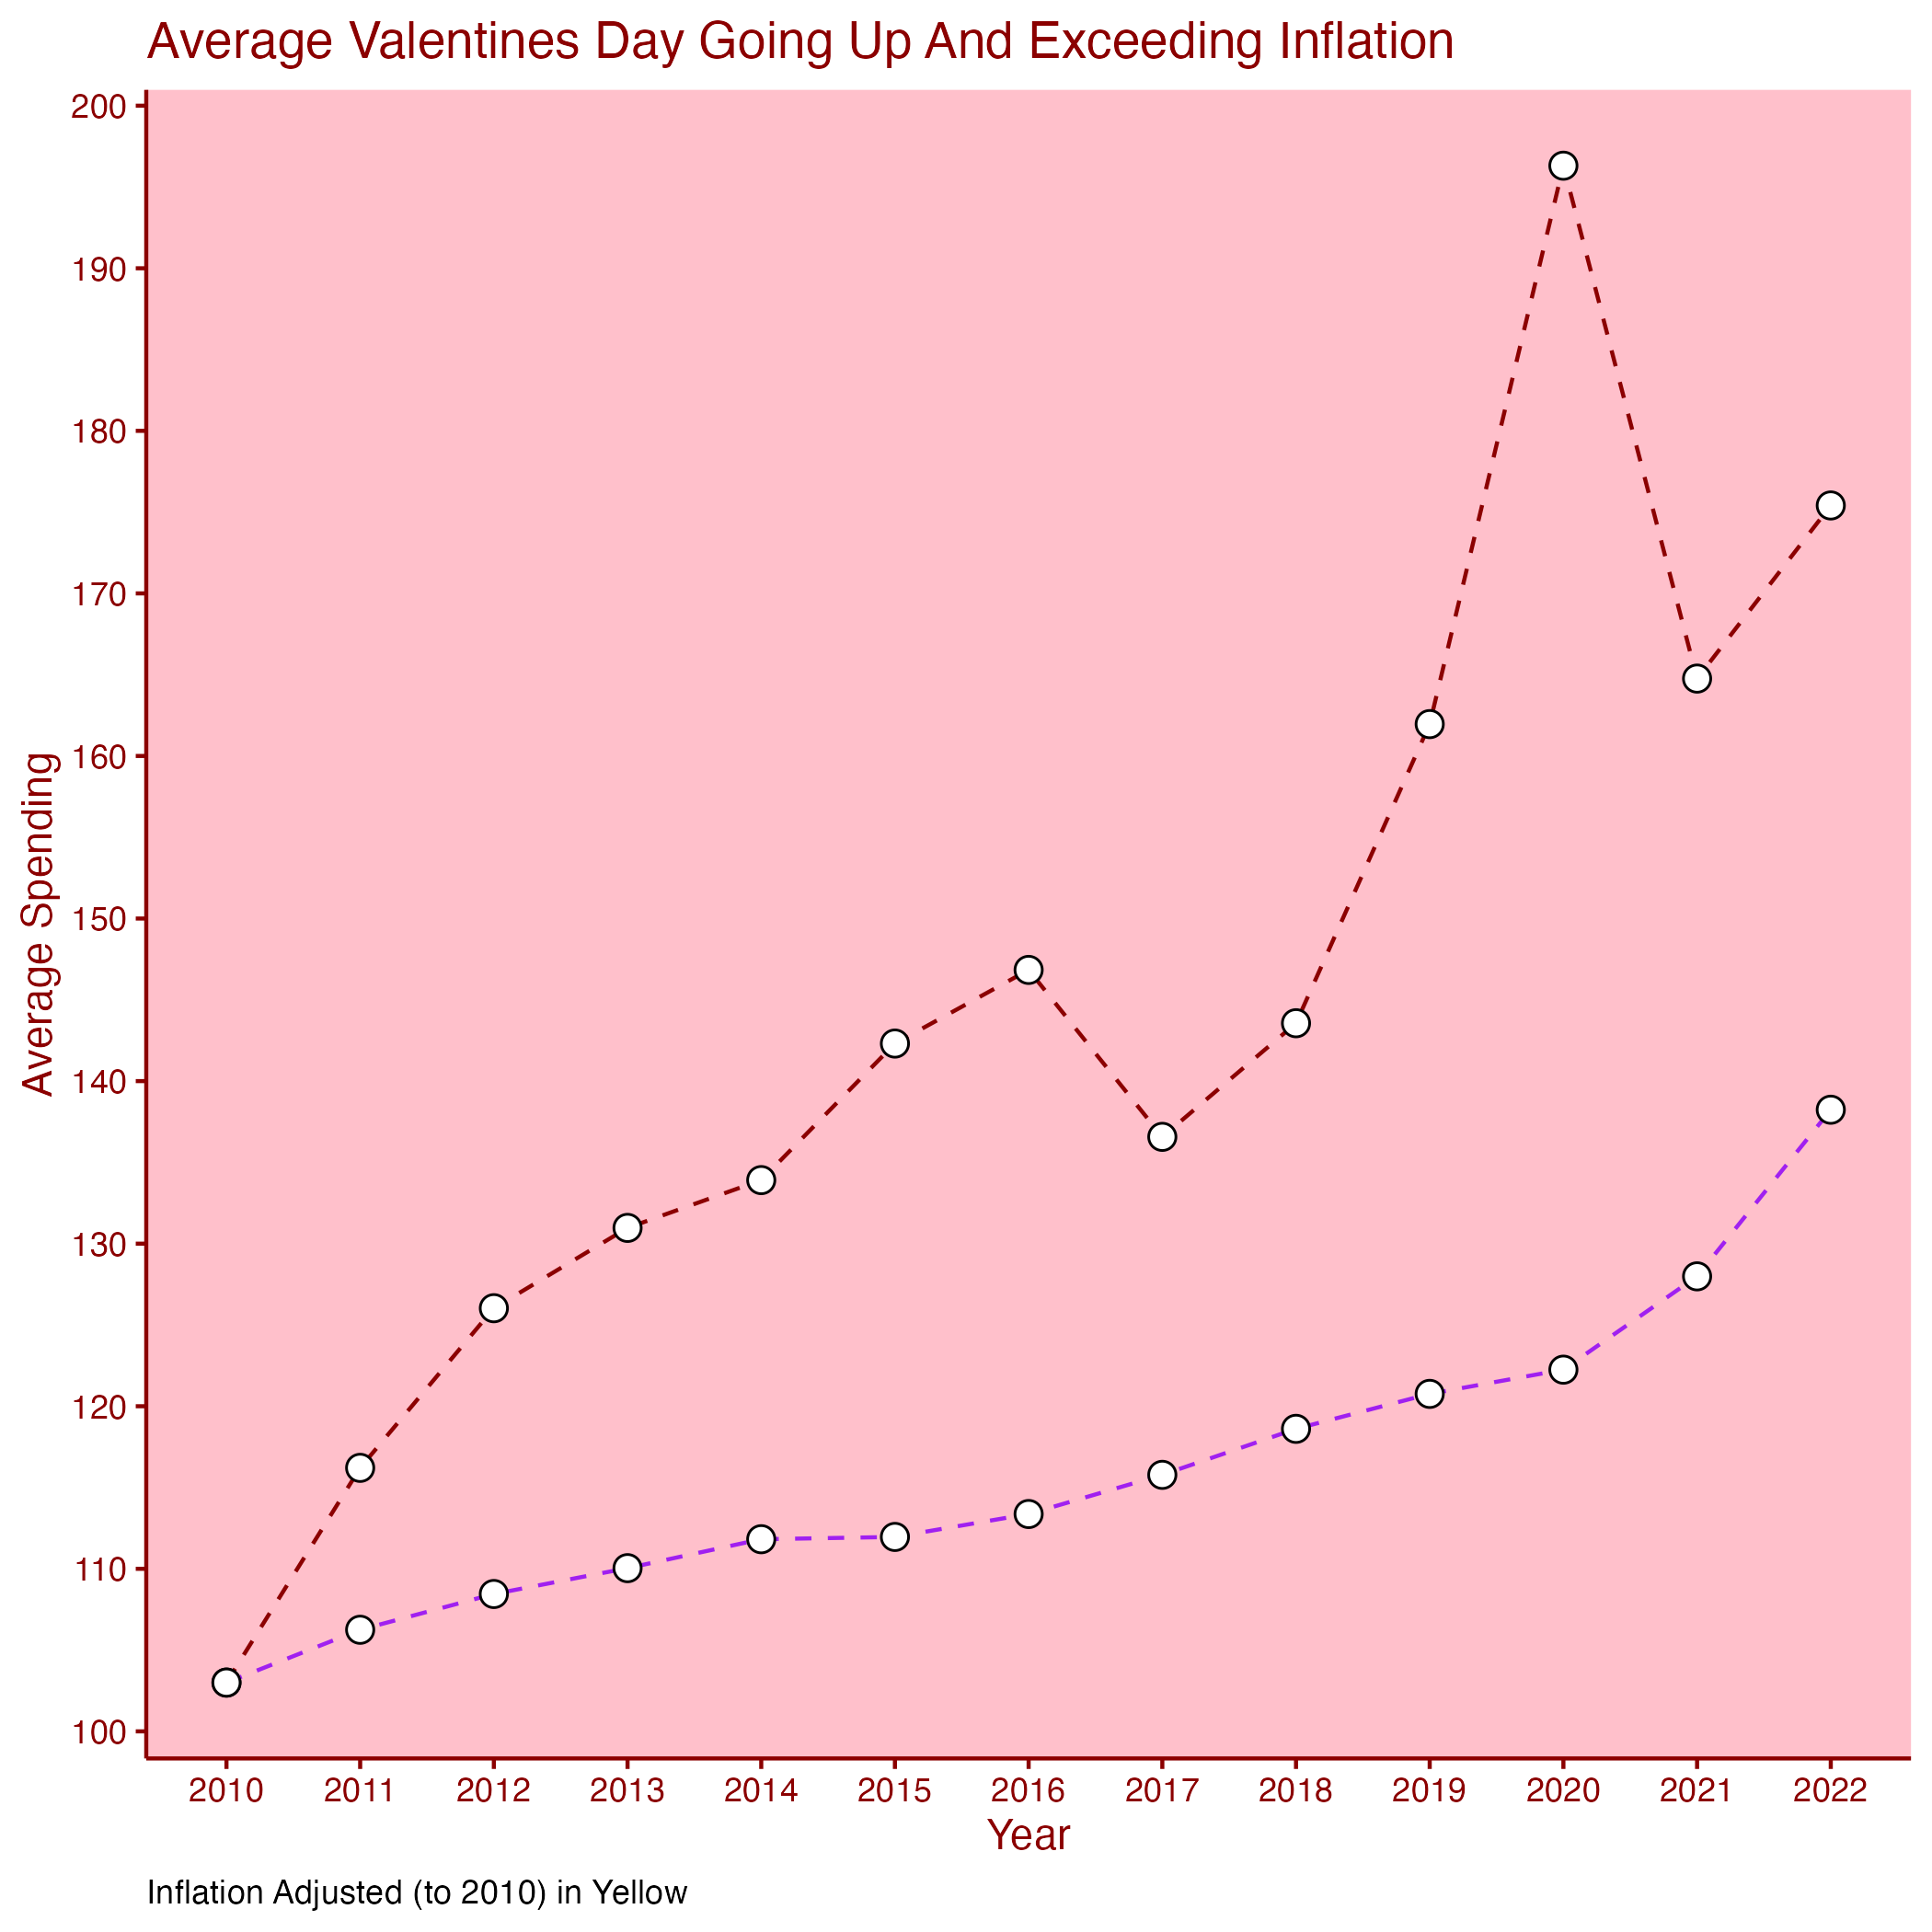 Average Valentines Day Going Up And Exceeding Inflation
200
190
180
170
160
150
140
130
120
110
100
Average Spending
2010 2011 2012 2013 2014 2015 2016 2017 2018 2019 2020 2021 2022
Year
Inflation Adjusted (to 2010) in Yellow